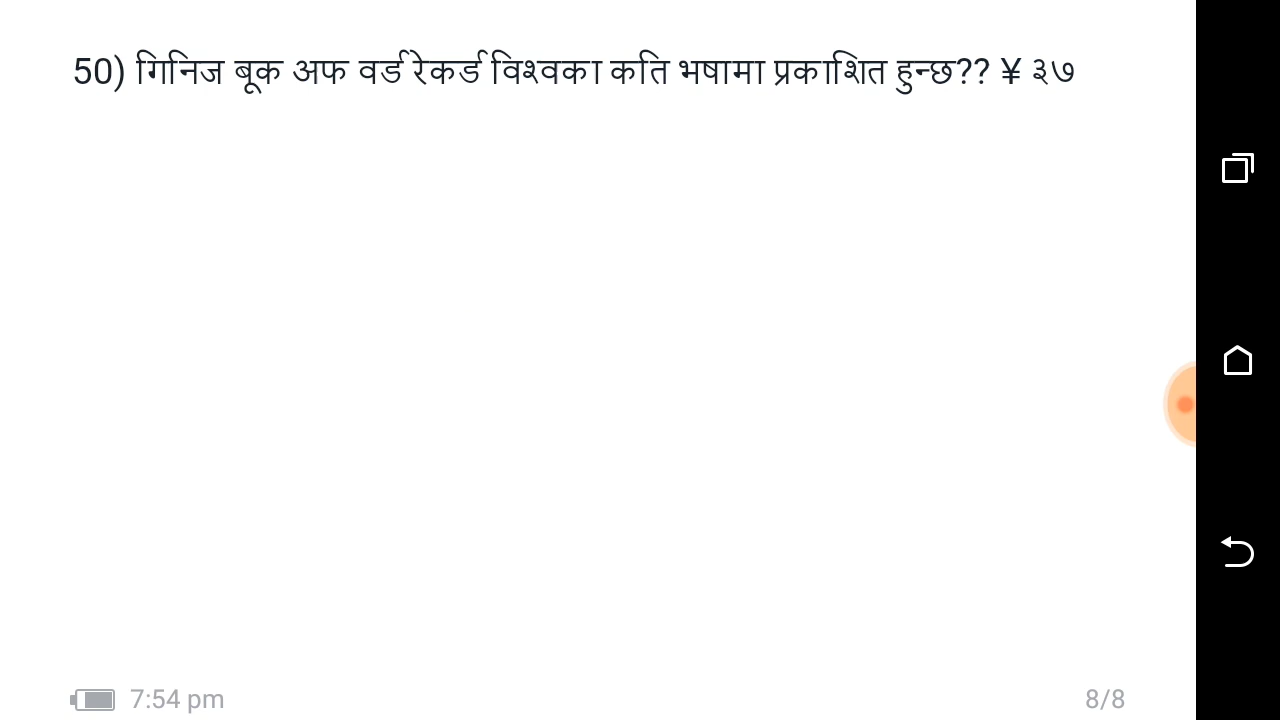 50) गिनिज बूक अफ वर्ड रेकर्ड विश्वका कति भषामा प्रकाशित हुन्छ?? ¥ ३७
7:54 pm
8/8